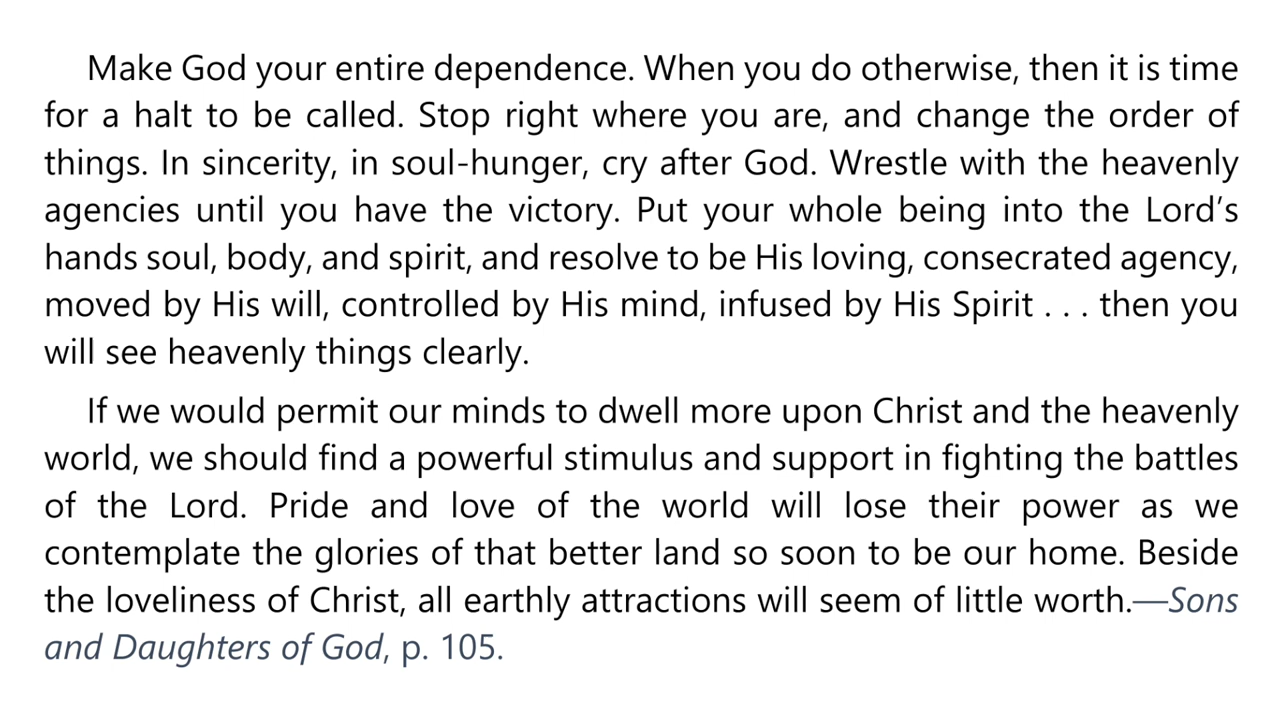 Make God your entire dependence. When you do otherwise, then it is time
for a halt to be called. Stop right where you are, and change the order of
things. In sincerity, in soul-hunger, cry after God. Wrestle with the heavenly
agencies until you have the victory. Put your whole being into the Lord’s
hands soul, body, and spirit, and resolve to be His loving, consecrated agency,
moved by His will, controlled by His mind, infused by His Spirit . . . then you
will see heavenly things clearly.
If we would permit our minds to dwell more upon Christ and the heavenly
world, we should find a powerful stimulus and support in fighting the battles
of the Lord. Pride and love of the world will lose their power as we
contemplate the glories of that better land so soon to be our home. Beside
the loveliness of Christ, all earthly attractions will seem of little worth.—Sons
and Daughters of God, p. 105.